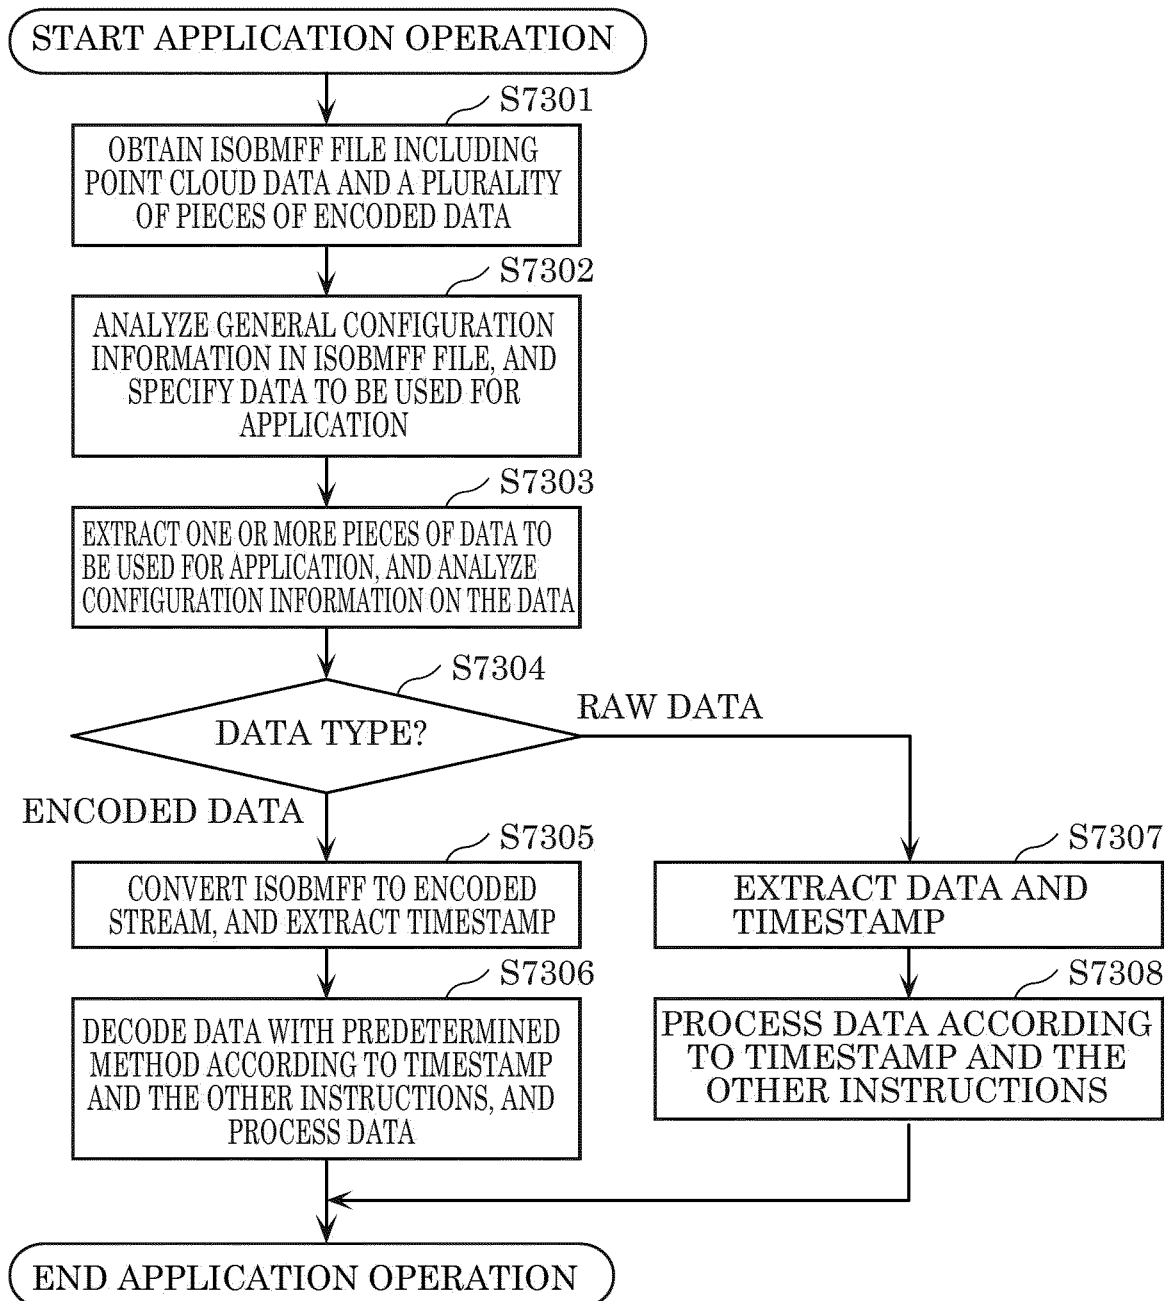 START APPLICATION OPERATION
S7301
OBTAIN ISOBMFF FILE INCLUDING
POINT CLOUD DATA AND A PLURALITY
OF PIECES OF ENCODED DATA
S7302
ANALYZE GENERAL CONFIGURATION
INFORMATION IN ISOBMFF FILE, AND
SPECIFY DATA TO BE USED FOR
APPLICATION
S7303
EXTRACT ONE OR MORE PIECES OF DATA TO
BE USED FOR APPLICATION, AND ANALYZE
CONFIGURATION INFORMATION ON THE DATA
S7304
DATA TYPE?
RAW DATA
ENCODED DATA
S7305
CONVERT ISOBMFF TO ENCODED
STREAM, AND EXTRACT TIMESTAMP
S7306
DECODE DATA WITH PREDETERMINED
METHOD ACCORDING TO TIMESTAMP
AND THE OTHER INSTRUCTIONS, AND
PROCESS DATA
S7307
EXTRACT DATA AND
TIMESTAMP
S7308
PROCESS DATA ACCORDING
TO TIMESTAMP AND THE
OTHER INSTRUCTIONS
END APPLICATION OPERATION